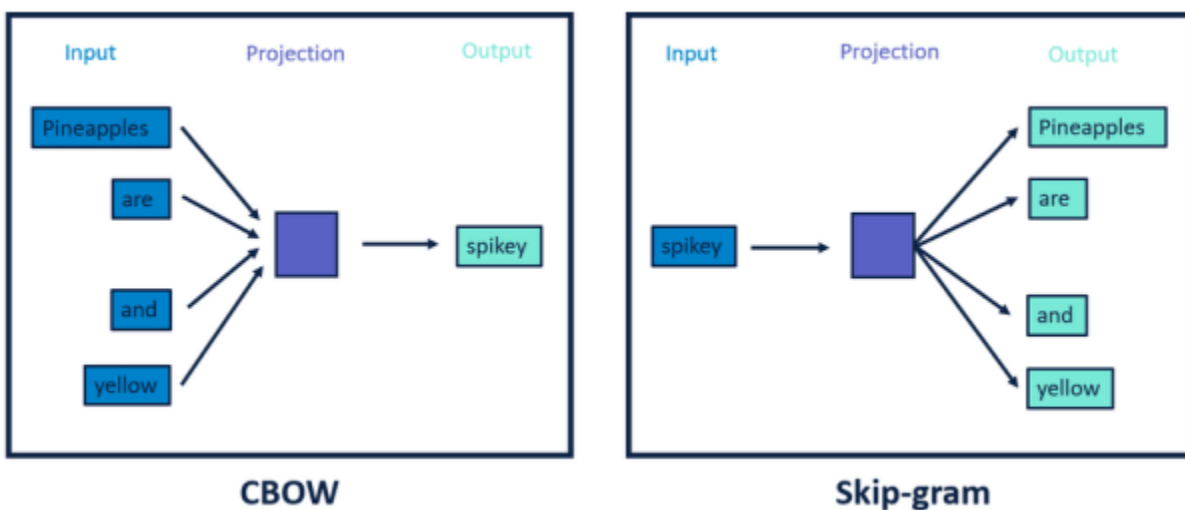 Input Projection Output
Pineapples
are
spikey
and
yellow
CBOW
Input Projection Output
Pineapples
are
spikey
and
yellow
Skip-gram